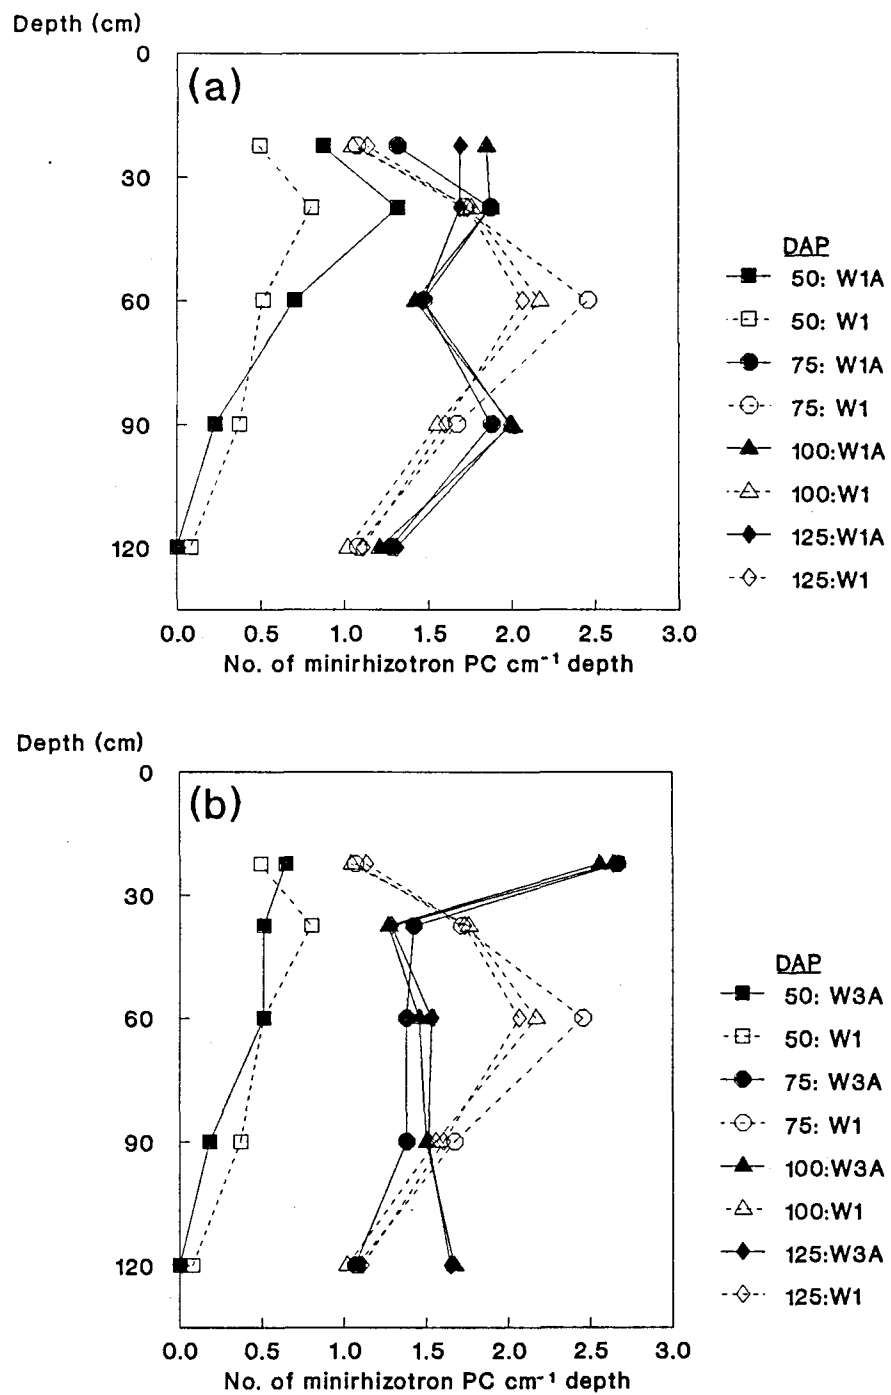 Depth (cm)
0
(a)
30
60
90
120
0.0 0.5 1.0 1.5 2.0 2.5 3.0
No. of minirhizotron PC cm⁻¹ depth
DAP
50: W1A
50: W1
75: W1A
75: W1
100:W1A
100:W1
125:W1A
125:W1
Depth (cm)
0
(b)
30
60
90
120
0.0 0.5 1.0 1.5 2.0 2.5 3.0
No. of minirhizotron PC cm⁻¹ depth
DAP
50: W3A
50: W1
75: W3A
75: W1
100:W3A
100:W1
125:W3A
125:W1